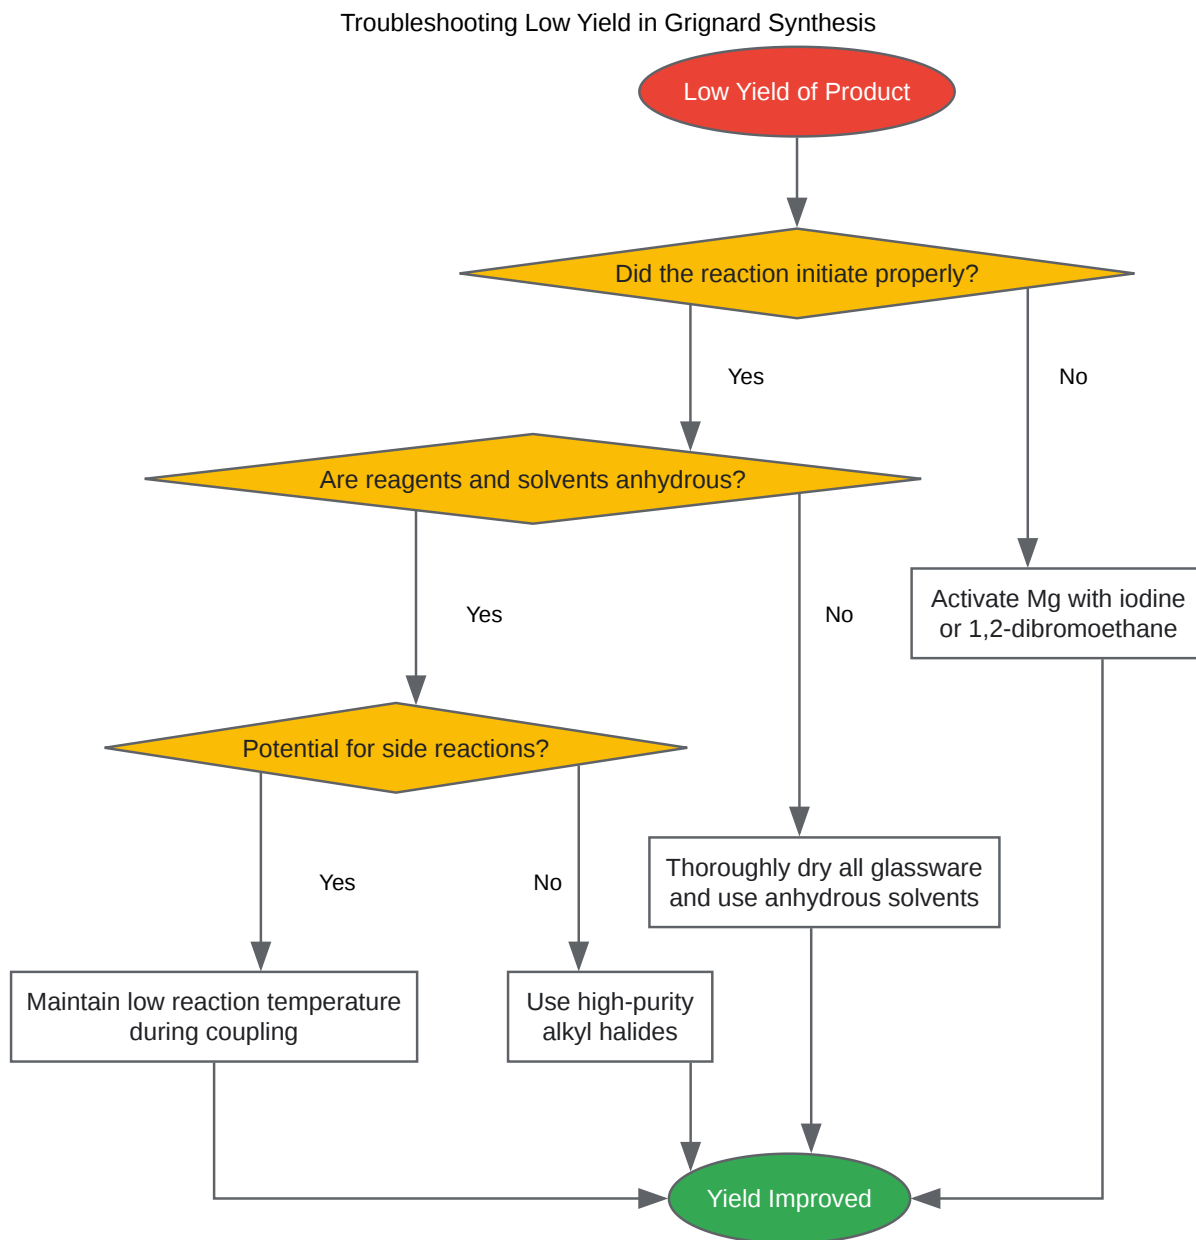 Troubleshooting Low Yield in Grignard Synthesis
Low Yield of Product
Did the reaction initiate properly?
Yes
No
Are reagents and solvents anhydrous?
Activate Mg with iodine
or 1,2-dibromoethane
Yes
No
Potential for side reactions?
Thoroughly dry all glassware
and use anhydrous solvents
Yes
No
Maintain low reaction temperature
during coupling
Use high-purity
alkyl halides
Yield Improved